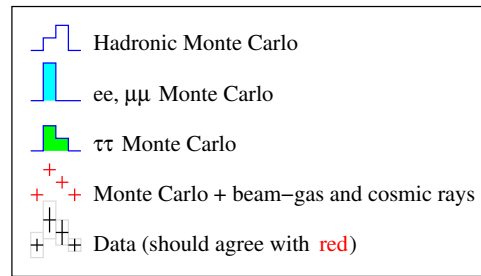 Hadronic Monte Carlo
ee, μμ Monte Carlo
ττ Monte Carlo
Monte Carlo + beam−gas and cosmic rays
Data (should agree with red)